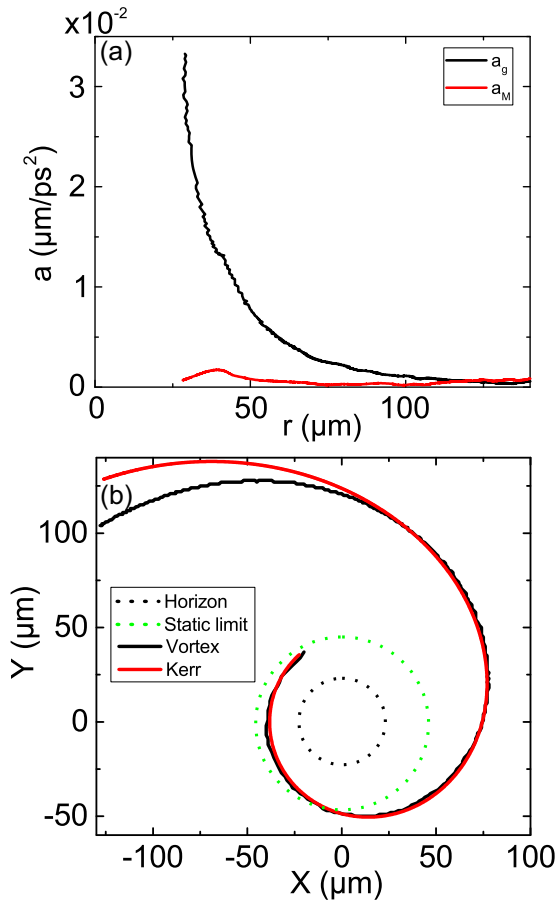 x10⁻²
(a)
a_g
a_M
3
2
1
0
a (µm/ps²)
0 50 100
r (µm)
(b)
100
50
0
-50
Y (µm)
Horizon
Static limit
Vortex
Kerr
-100 -50 0 50 100
X (µm)